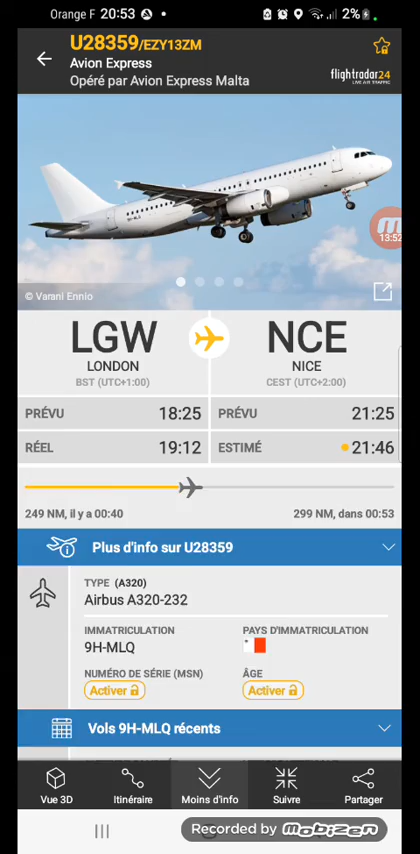 Orange F 20:53
2%
U28359/EZY13ZM
Avion Express
Opéré par Avion Express Malta
flightradar24
LIVE AIR TRAFFIC
13:52
© Varani Ennio
LGW
LONDON
BST (UTC+1:00)
NCE
NICE
CEST (UTC+2:00)
PRÉVU 18:25
PRÉVU 21:25
RÉEL 19:12
ESTIMÉ 21:46
249 NM, il y a 00:40
299 NM, dans 00:53
Plus d'info sur U28359
TYPE (A320)
Airbus A320-232
IMMATRICULATION
9H-MLQ
PAYS D'IMMATRICULATION
NUMÉRO DE SÉRIE (MSN)
Activer
ÂGE
Activer
Vols 9H-MLQ récents
Vue 3D
Itinéraire
Moins d'info
Suivre
Partager
Recorded by mobizen